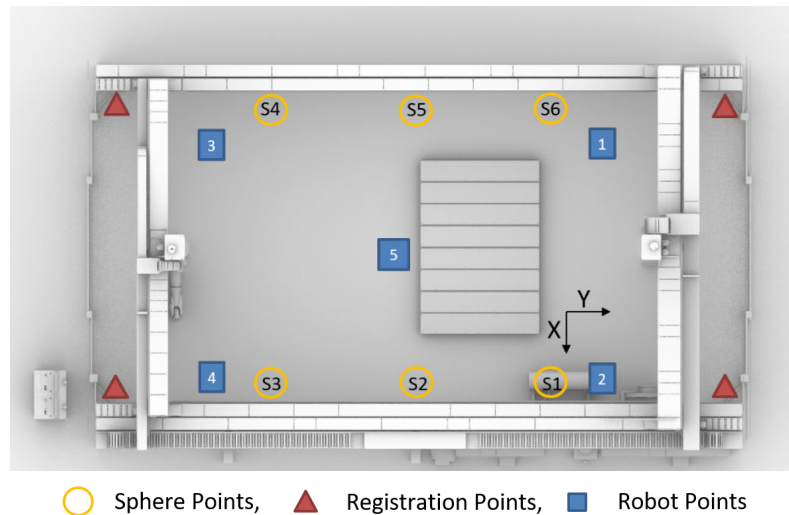 S4 S5 S6
3 1
5
Y
X
4 S3 S2 S1 2
Sphere Points, Registration Points, Robot Points